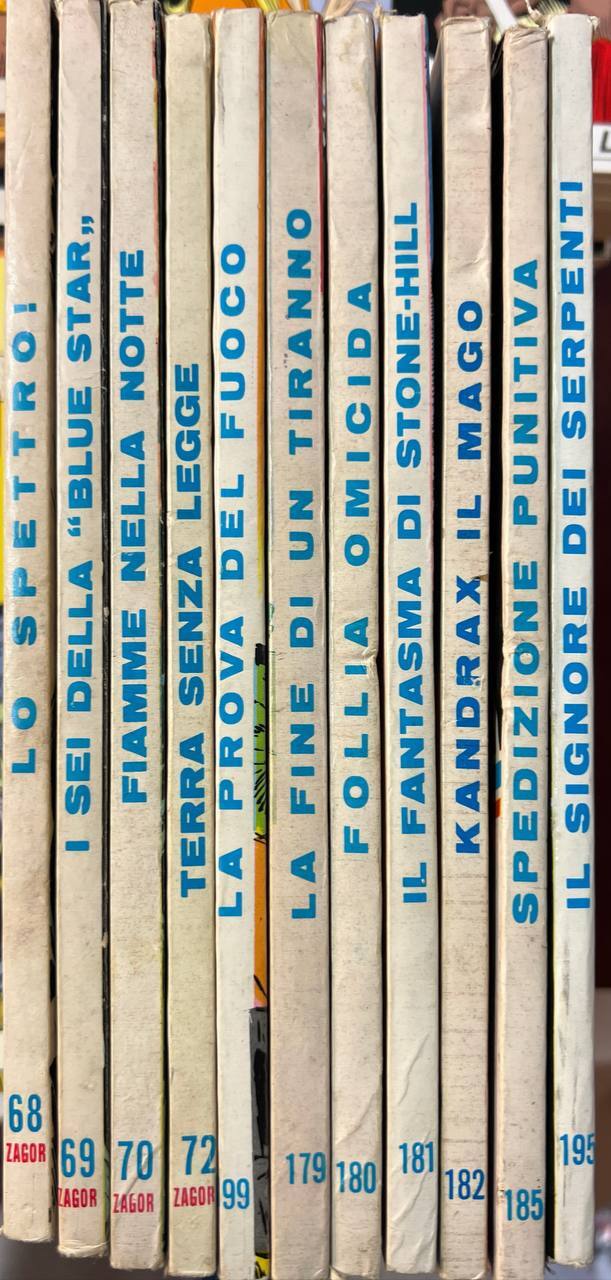 LO SPETTRO!
68
ZAGOR
I SEI DELLA “BLUE STAR„
69
ZAGOR
FIAMME NELLA NOTTE
70
ZAGOR
TERRA SENZA LEGGE
72
ZAGOR
LA PROVA DEL FUOCO
99
LA FINE DI UN TIRANNO
179
FOLLIA OMICIDA
180
IL FANTASMA DI STONE-HILL
181
KANDRAX IL MAGO
182
SPEDIZIONE PUNITIVA
185
IL SIGNORE DEI SERPENTI
195